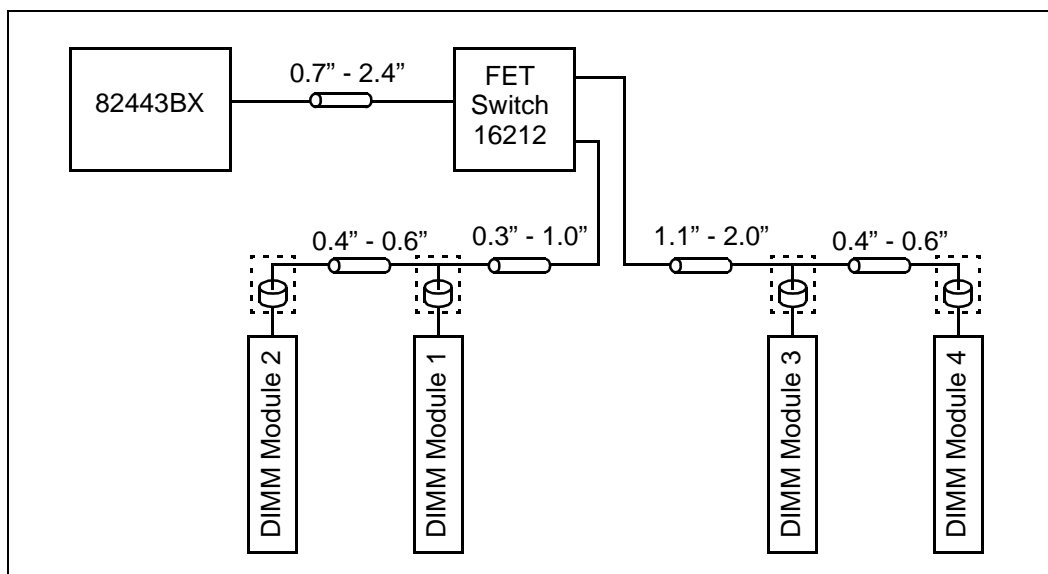 82443BX
0.7” - 2.4”
FET
Switch
16212
0.4” - 0.6”
0.3” - 1.0”
1.1” - 2.0”
0.4” - 0.6”
DIMM Module 2
DIMM Module 1
DIMM Module 3
DIMM Module 4